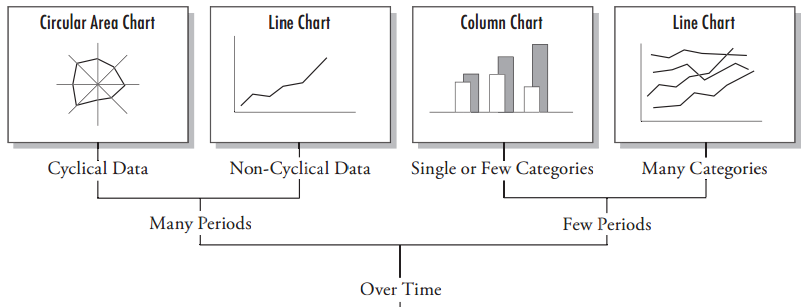 Circular Area Chart
Line Chart
Column Chart
Line Chart
Cyclical Data
Non-Cyclical Data
Single or Few Categories
Many Categories
Many Periods
Few Periods
Over Time